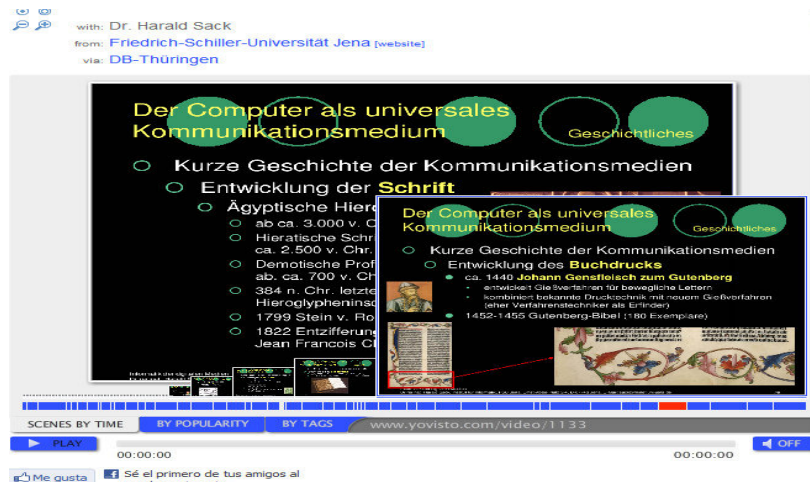 with: Dr. Harald Sack
from: Friedrich-Schiller-Universität Jena [website]
via: DB-Thüringen
Der Computer als universales
Kommunikationsmedium
Geschichtliches
Kurze Geschichte der Kommunikationsmedien
Entwicklung der Schrift
Ägyptische Hier
ab ca. 3.000 v. C
Hieratische Schri
ca. 2.500 v. Chr.
Demotische Prof
ab. ca. 700 v. Ch
384 n. Chr. letzte
Hieroglypheninsc
1799 Stein v. Ro
1822 Entzifferung
Jean Francois C
Der Computer als universales
Kommunikationsmedium
Geschichtliches
Kurze Geschichte der Kommunikationsmedien
Entwicklung des Buchdrucks
ca. 1440 Johann Gensfleisch zum Gutenberg
entwickelt Gießverfahren für bewegliche Lettern
kombiniert bekannte Drucktechnik mit neuem Gießverfahren
(eher Verfahrenstechniker als Erfinder)
1452-1455 Gutenberg-Bibel (180 Exemplare)
SCENES BY TIME
BY POPULARITY
BY TAGS
www.yovisto.com/video/1133
PLAY
00:00:00
00:00:00
OFF
Me gusta
Sé el primero de tus amigos al